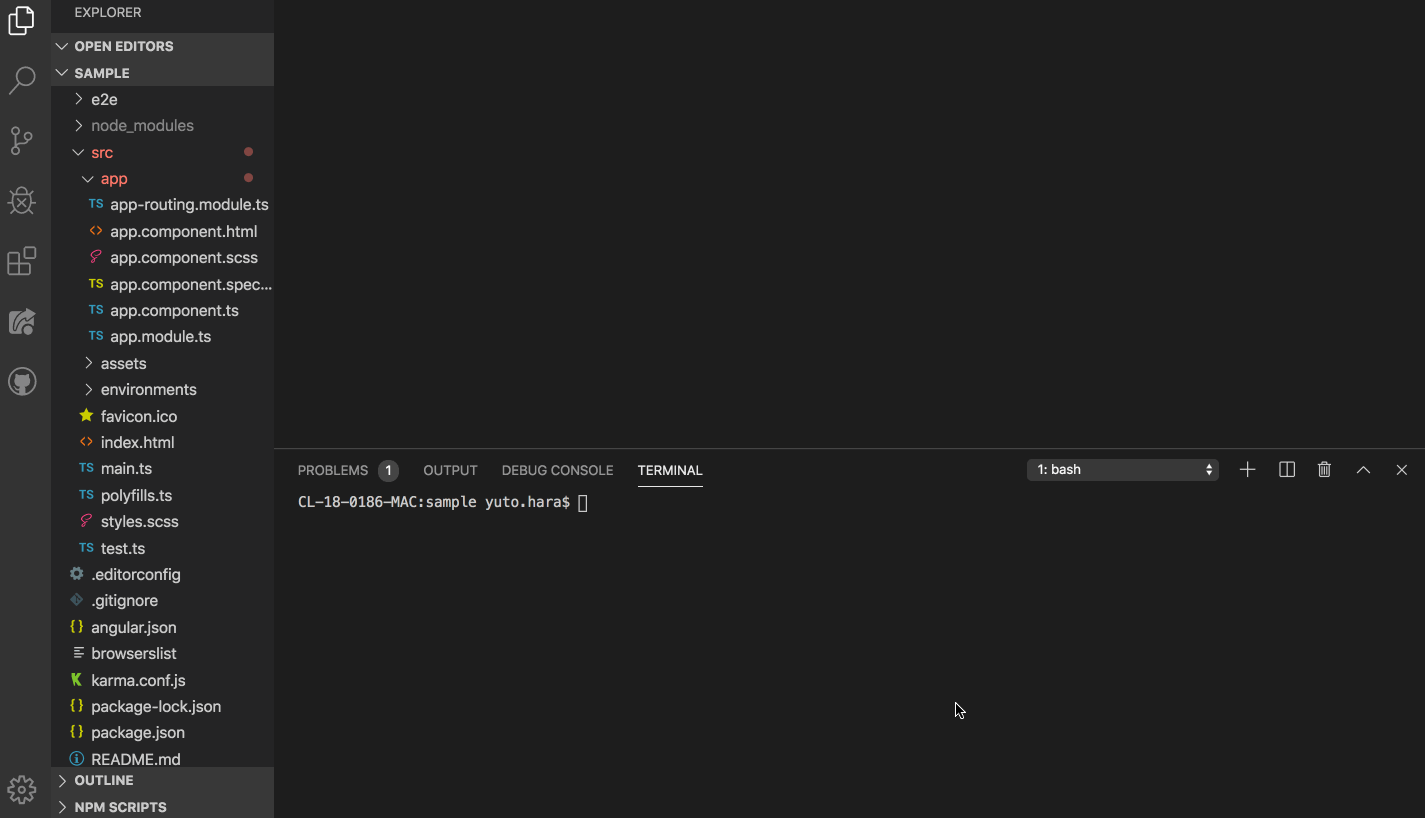 EXPLORER
OPEN EDITORS
SAMPLE
e2e
node_modules
src
app
TS app-routing.module.ts
<> app.component.html
app.component.scss
TS app.component.spec...
TS app.component.ts
TS app.module.ts
assets
environments
favicon.ico
<> index.html
TS main.ts
TS polyfills.ts
styles.scss
TS test.ts
.editorconfig
.gitignore
{} angular.json
browserslist
K karma.conf.js
{} package-lock.json
{} package.json
README.md
OUTLINE
NPM SCRIPTS
PROBLEMS 1 OUTPUT DEBUG CONSOLE TERMINAL 1: bash
CL-18-0186-MAC:sample yuto.hara$